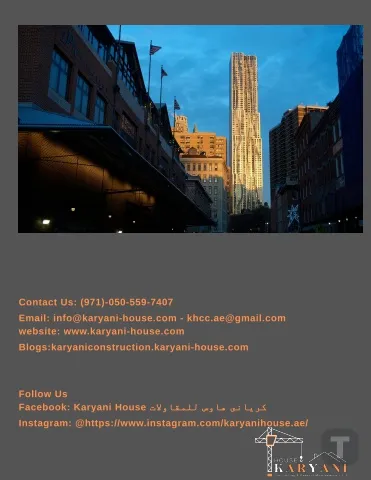 Contact Us: (971)-050-559-7407
Email: info@karyani-house.com - khcc.ae@gmail.com
website: www.karyani-house.com
Blogs:karyaniconstruction.karyani-house.com
Follow Us
Facebook: Karyani House كرياني هاوس للمقاولات
Instagram: @https://www.instagram.com/karyanihouse.ae/
HOUSE
KARYANI
T